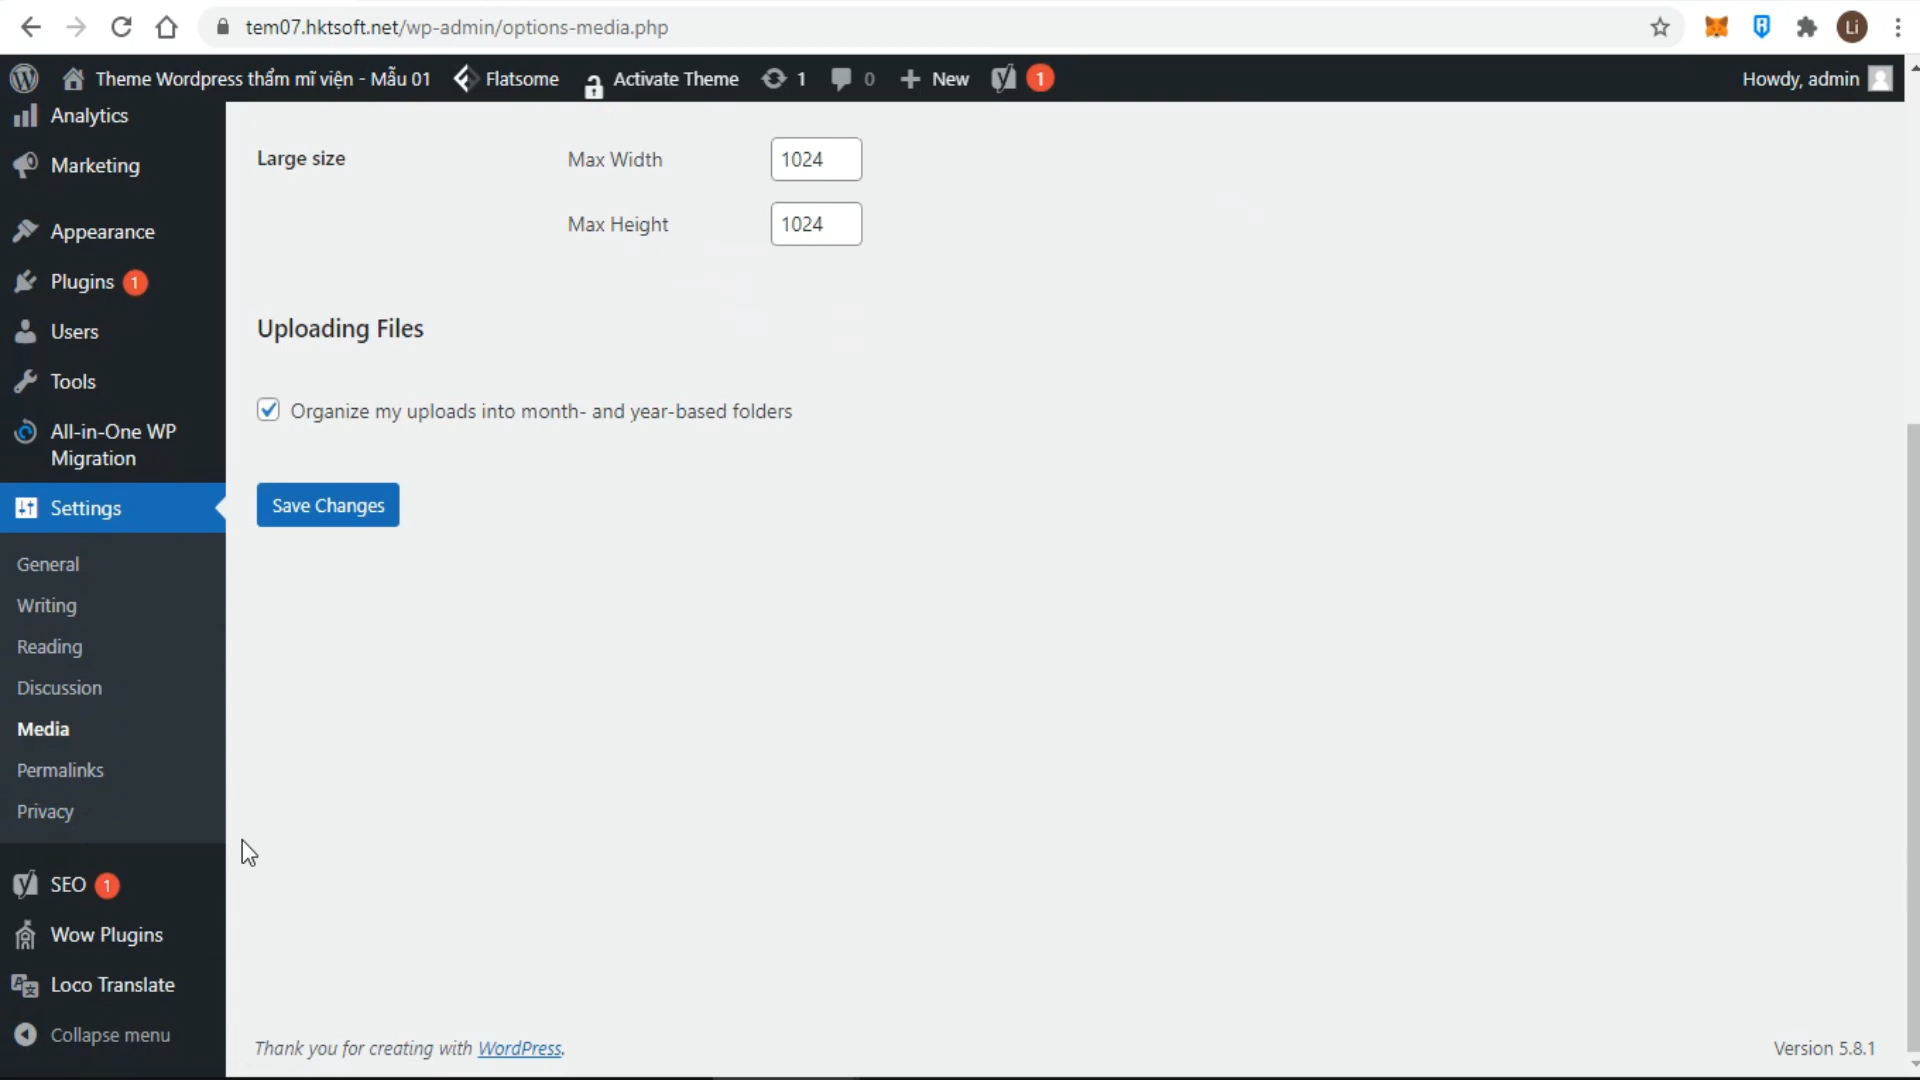 tem07.hktsoft.net/wp-admin/options-media.php
Li
Theme Wordpress thẩm mĩ viện - Mẫu 01
Flatsome
Activate Theme
1
0
New
1
Howdy, admin
Analytics
Marketing
Appearance
Plugins 1
Users
Tools
All-in-One WP
Migration
Settings
General
Writing
Reading
Discussion
Media
Permalinks
Privacy
SEO 1
Wow Plugins
Loco Translate
Collapse menu
Large size
Max Width 1024
Max Height 1024
Uploading Files
Organize my uploads into month- and year-based folders
Save Changes
Thank you for creating with WordPress.
Version 5.8.1